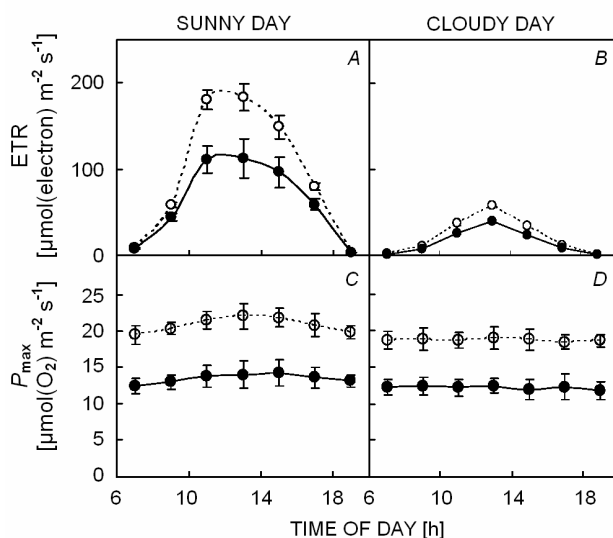 SUNNY DAY
CLOUDY DAY
A
B
ETR
[µmol(electron) m⁻² s⁻¹]
200
100
0
C
D
Pmax
[µmol(O₂) m⁻² s⁻¹]
25
20
15
10
5
0
6 10 14 18 6 10 14 18
TIME OF DAY [h]